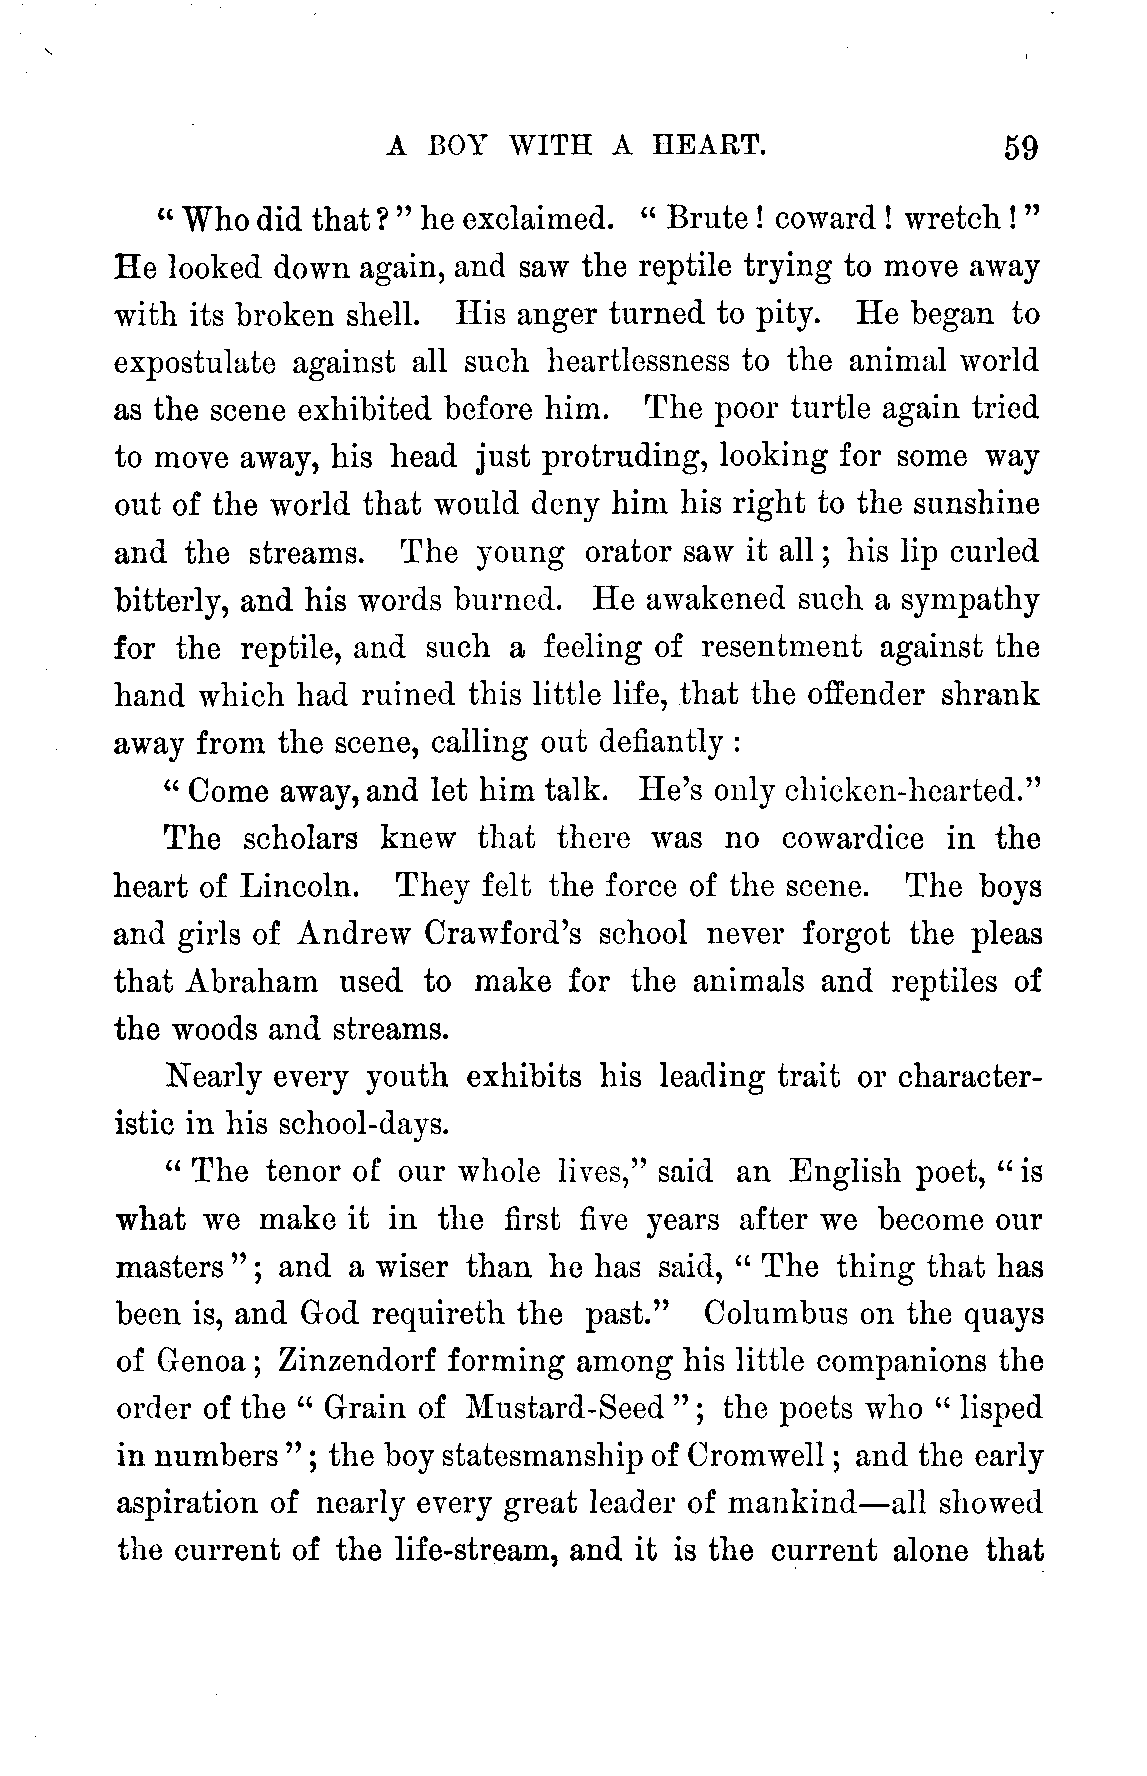 A BOY WITH A HEART. 59
“ Who did that ? ” he exclaimed. “ Brute ! coward ! wretch ! ”
He looked down again, and saw the reptile trying to move away
with its broken shell. His anger turned to pity. He began to
expostulate against all such heartlessness to the animal world
as the scene exhibited before him. The poor turtle again tried
to move away, his head just protruding, looking for some way
out of the world that would deny him his right to the sunshine
and the streams. The young orator saw it all ; his lip curled
bitterly, and his words burned. He awakened such a sympathy
for the reptile, and such a feeling of resentment against the
hand which had ruined this little life, that the offender shrank
away from the scene, calling out defiantly :
“ Come away, and let him talk. He’s only chicken-hearted.”
The scholars knew that there was no cowardice in the
heart of Lincoln. They felt the force of the scene. The boys
and girls of Andrew Crawford’s school never forgot the pleas
that Abraham used to make for the animals and reptiles of
the woods and streams.
Nearly every youth exhibits his leading trait or character-
istic in his school-days.
“ The tenor of our whole lives,” said an English poet, “ is
what we make it in the first five years after we become our
masters ” ; and a wiser than he has said, “ The thing that has
been is, and God requireth the past.” Columbus on the quays
of Genoa ; Zinzendorf forming among his little companions the
order of the “ Grain of Mustard-Seed ” ; the poets who “ lisped
in numbers ” ; the boy statesmanship of Cromwell ; and the early
aspiration of nearly every great leader of mankind—all showed
the current of the life-stream, and it is the current alone that